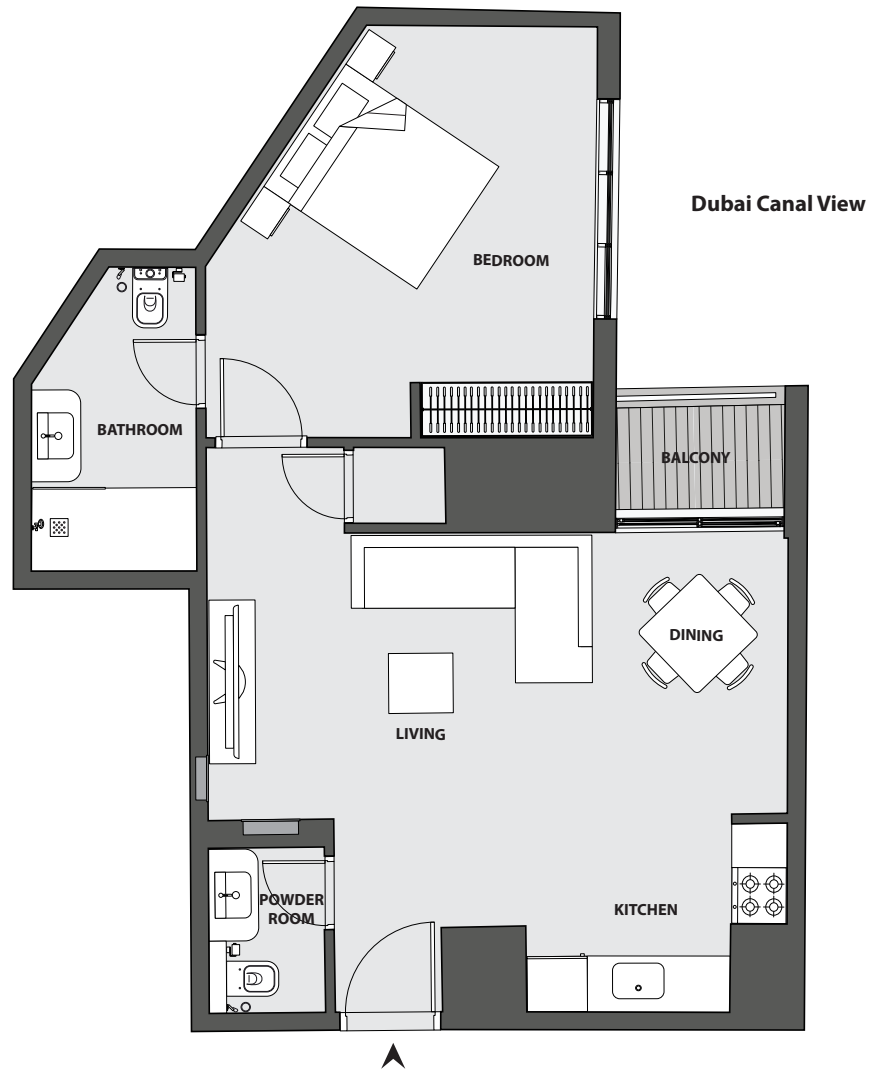 Dubai Canal View
BEDROOM
BATHROOM
BALCONY
DINING
LIVING
POWDER
ROOM
KITCHEN